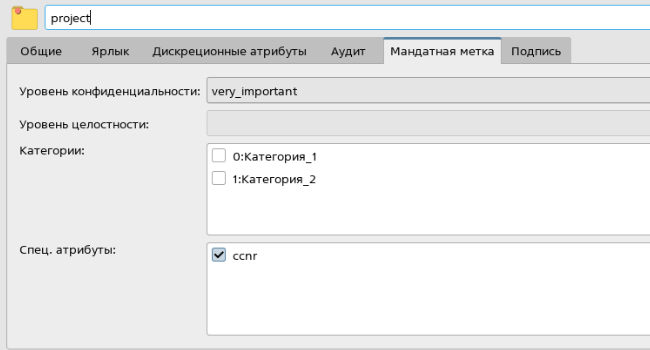 project
Общие Ярлык Дискреционные атрибуты Аудит Мандатная метка Подпись
Уровень конфиденциальности: very_important
Уровень целостности:
Категории: 0:Категория_1
1:Категория_2
Спец. атрибуты: ccnr